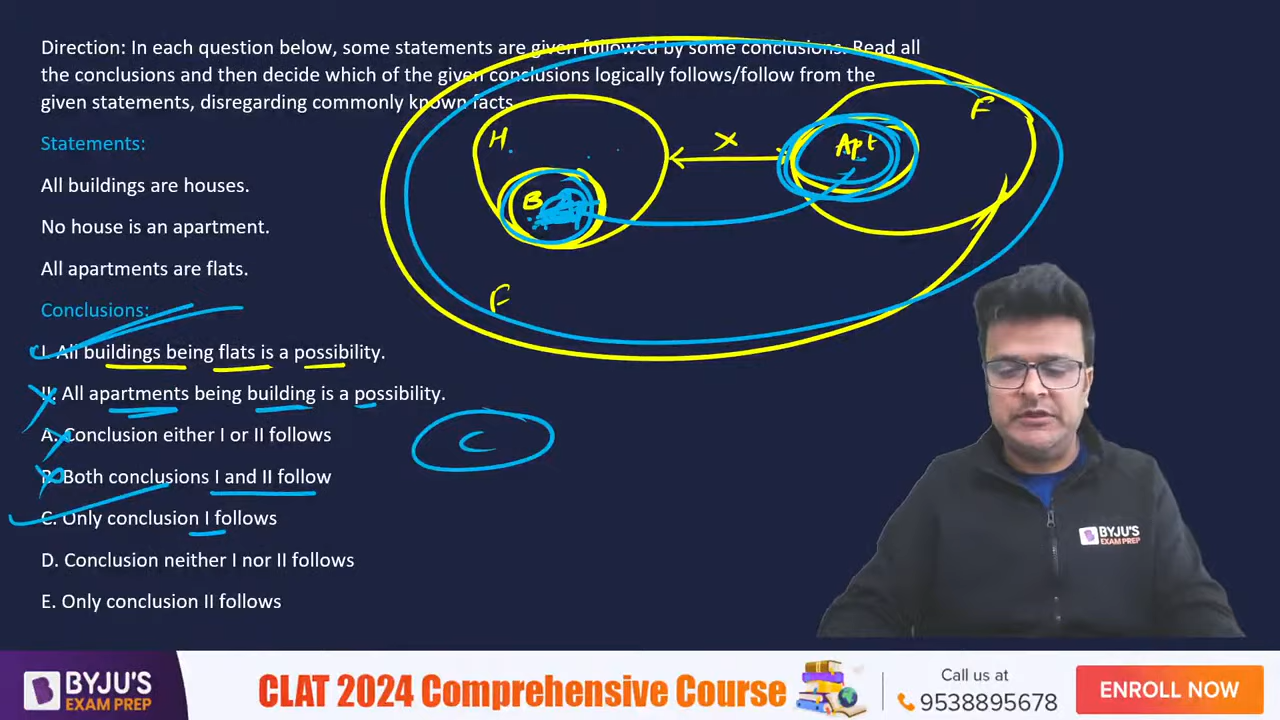 Direction: In each question below, some statements are given followed by some conclusions. Read all
the conclusions and then decide which of the given conclusions logically follows/follow from the
given statements, disregarding commonly known facts.
Statements:
All buildings are houses.
No house is an apartment.
All apartments are flats.
Conclusions:
I. All buildings being flats is a possibility.
II. All apartments being building is a possibility.
A. Conclusion either I or II follows
B. Both conclusions I and II follow
C. Only conclusion I follows
D. Conclusion neither I nor II follows
E. Only conclusion II follows
H
B
X
Apt
F
F
C
BYJU'S
EXAM PREP
BYJU'S
EXAM PREP
CLAT 2024 Comprehensive Course
Call us at
9538895678
ENROLL NOW